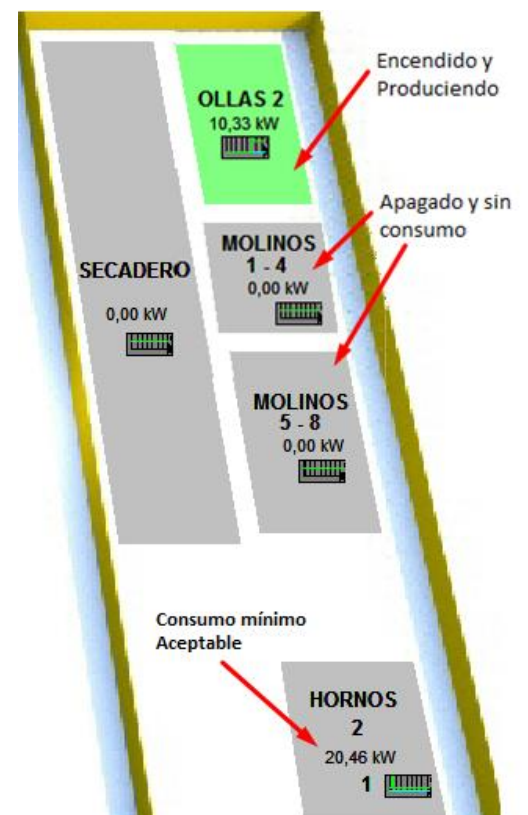 Encendido y
Produciendo
OLLAS 2
10,33 kW
Apagado y sin
consumo
MOLINOS
1 - 4
0,00 kW
SECADERO
0,00 kW
MOLINOS
5 - 8
0,00 kW
Consumo mínimo
Aceptable
HORNOS
2
20,46 kW
1